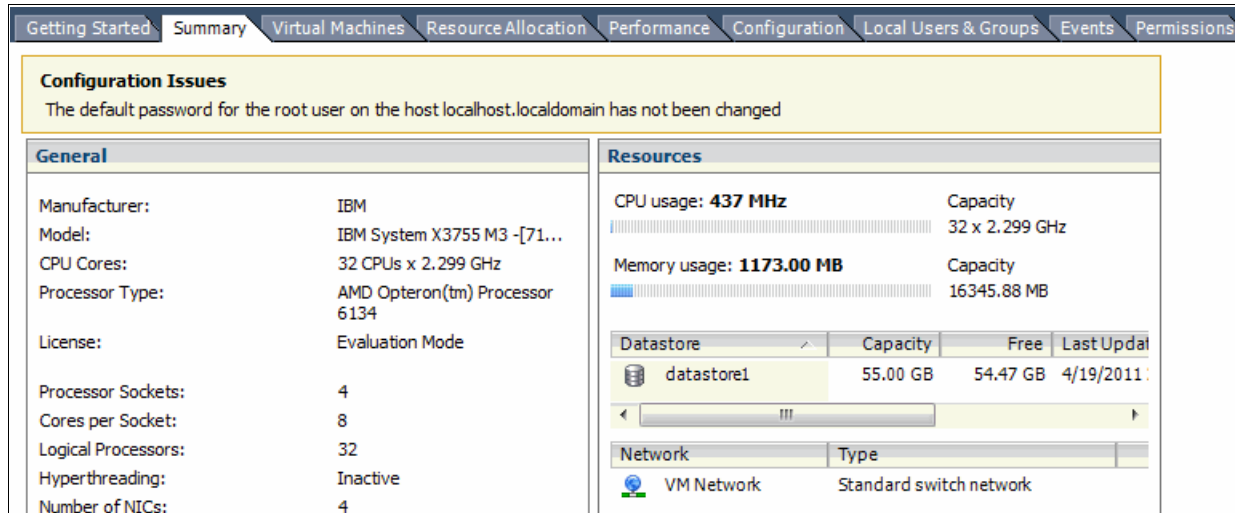 Getting Started Summary Virtual Machines Resource Allocation Performance Configuration Local Users & Groups Events Permissions
Configuration Issues
The default password for the root user on the host localhost.localdomain has not been changed
General
Manufacturer: IBM
Model: IBM System X3755 M3 -[71...
CPU Cores: 32 CPUs x 2.299 GHz
Processor Type: AMD Opteron(tm) Processor
6134
License: Evaluation Mode
Processor Sockets: 4
Cores per Socket: 8
Logical Processors: 32
Hyperthreading: Inactive
Number of NICs: 4
Resources
CPU usage: 437 MHz Capacity
32 x 2.299 GHz
Memory usage: 1173.00 MB Capacity
16345.88 MB
Datastore Capacity Free Last Updat
datastore1 55.00 GB 54.47 GB 4/19/2011
Network Type
VM Network Standard switch network